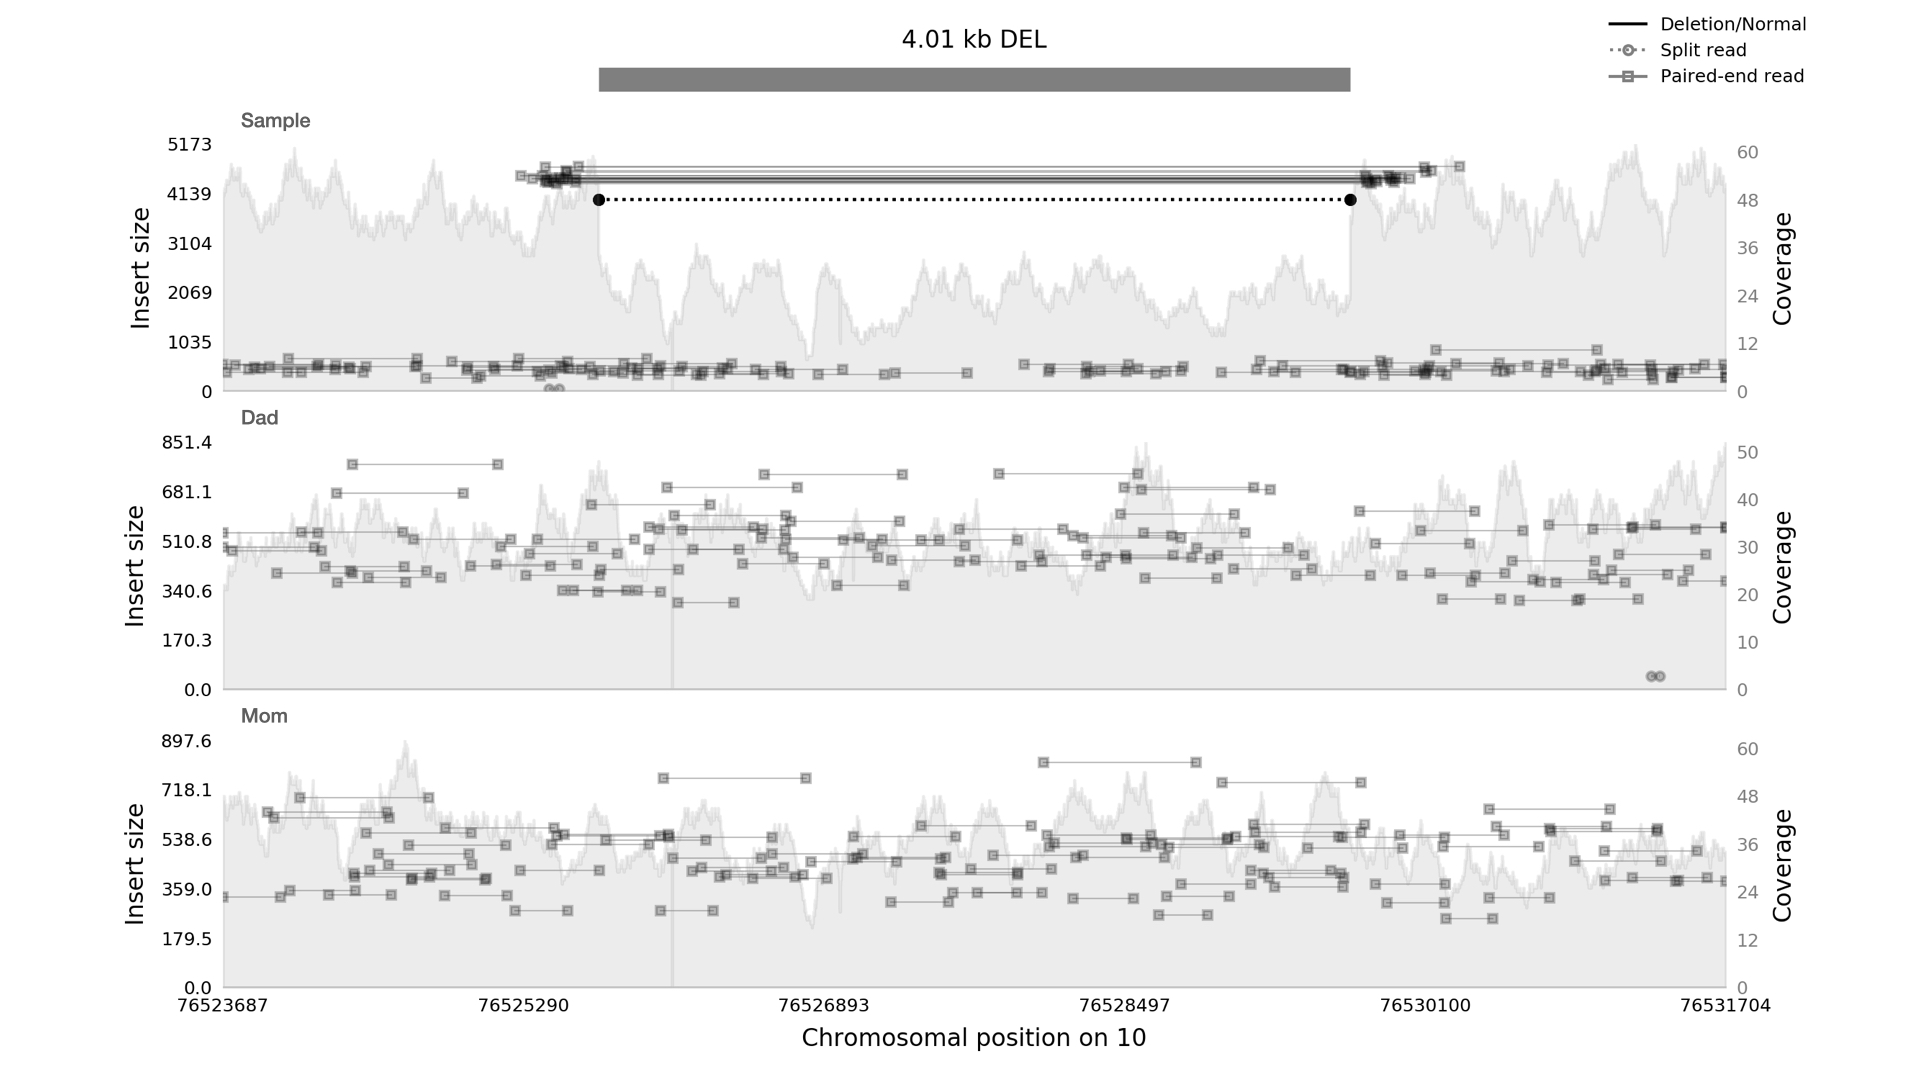 4.01 kb DEL
Deletion/Normal
Split read
Paired-end read
Sample
5173
4139
3104
2069
1035
0
Insert size
60
48
36
24
12
0
Coverage
Dad
851.4
681.1
510.8
340.6
170.3
0.0
Insert size
50
40
30
20
10
0
Coverage
Mom
897.6
718.1
538.6
359.0
179.5
0.0
Insert size
60
48
36
24
12
0
Coverage
76523687 76525290 76526893 76528497 76530100 76531704
Chromosomal position on 10